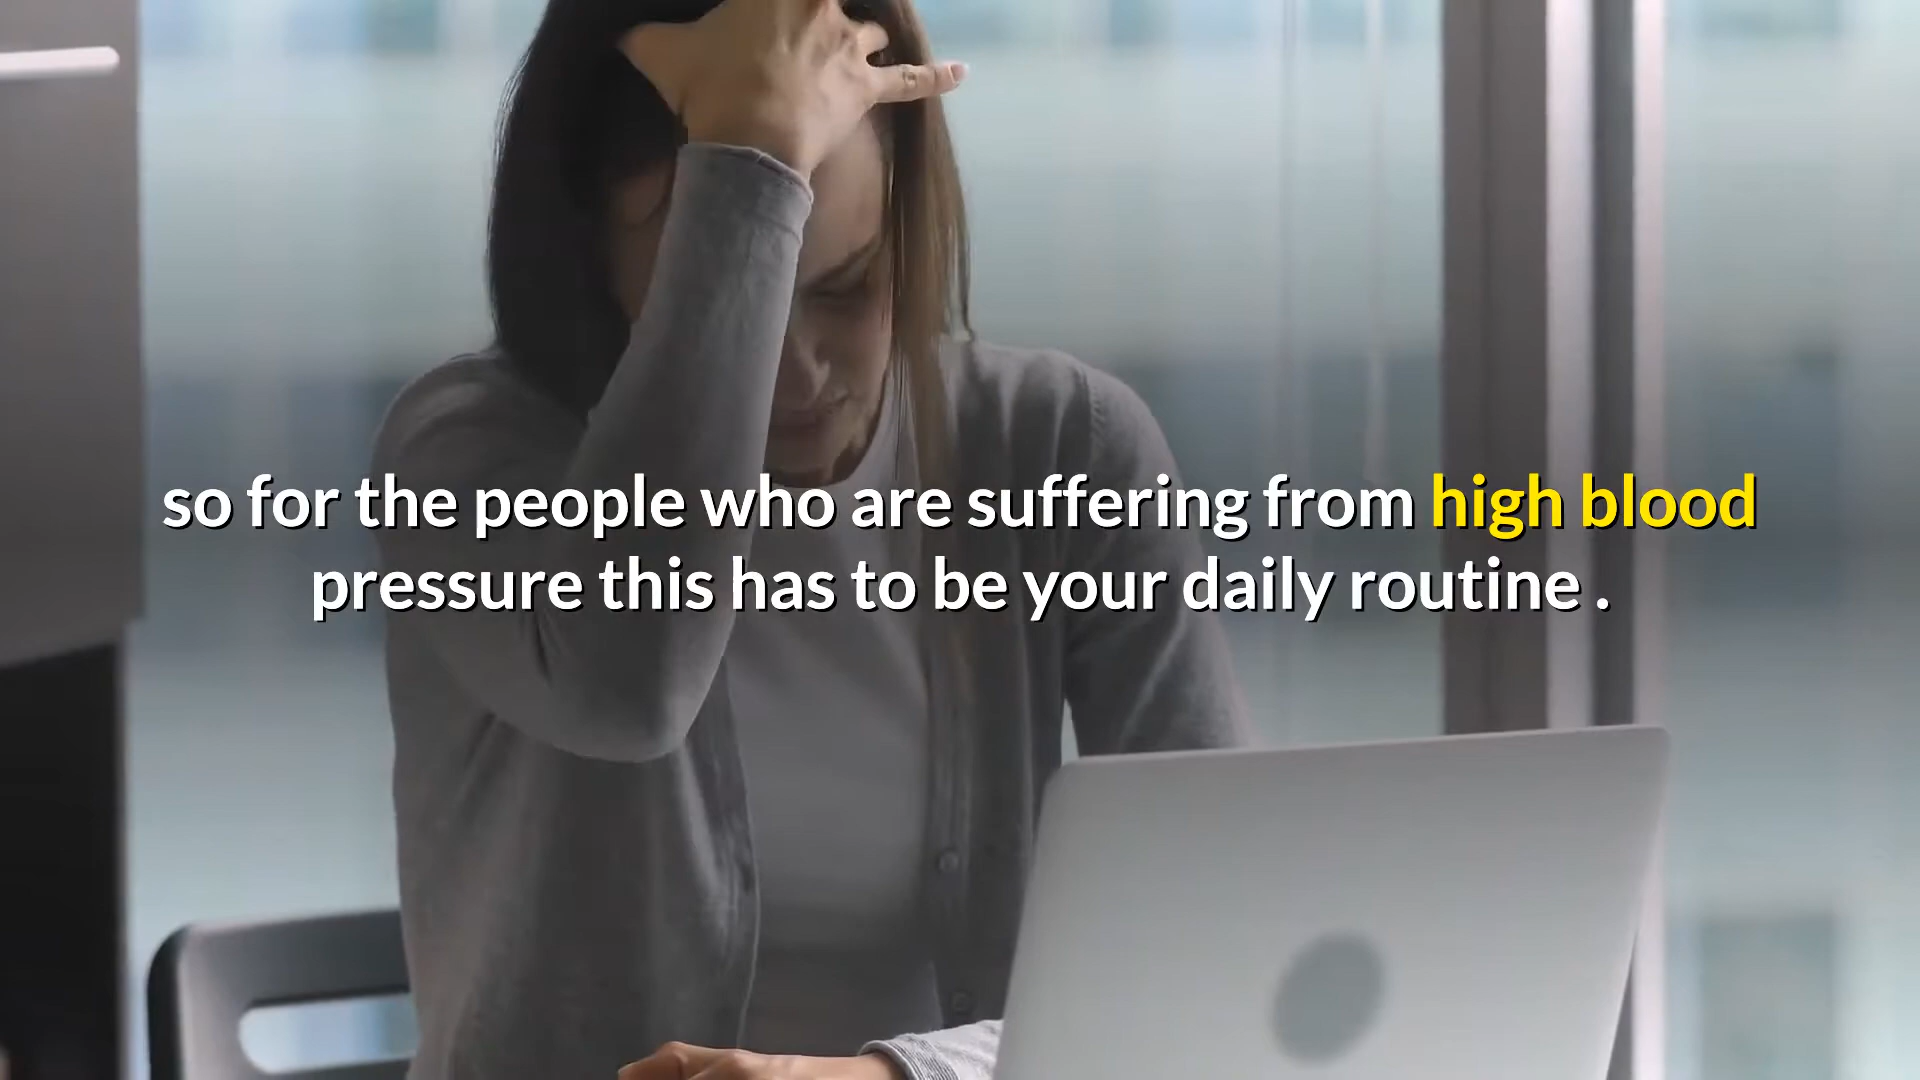 so for the people who are suffering from high blood
pressure this has to be your daily routine .